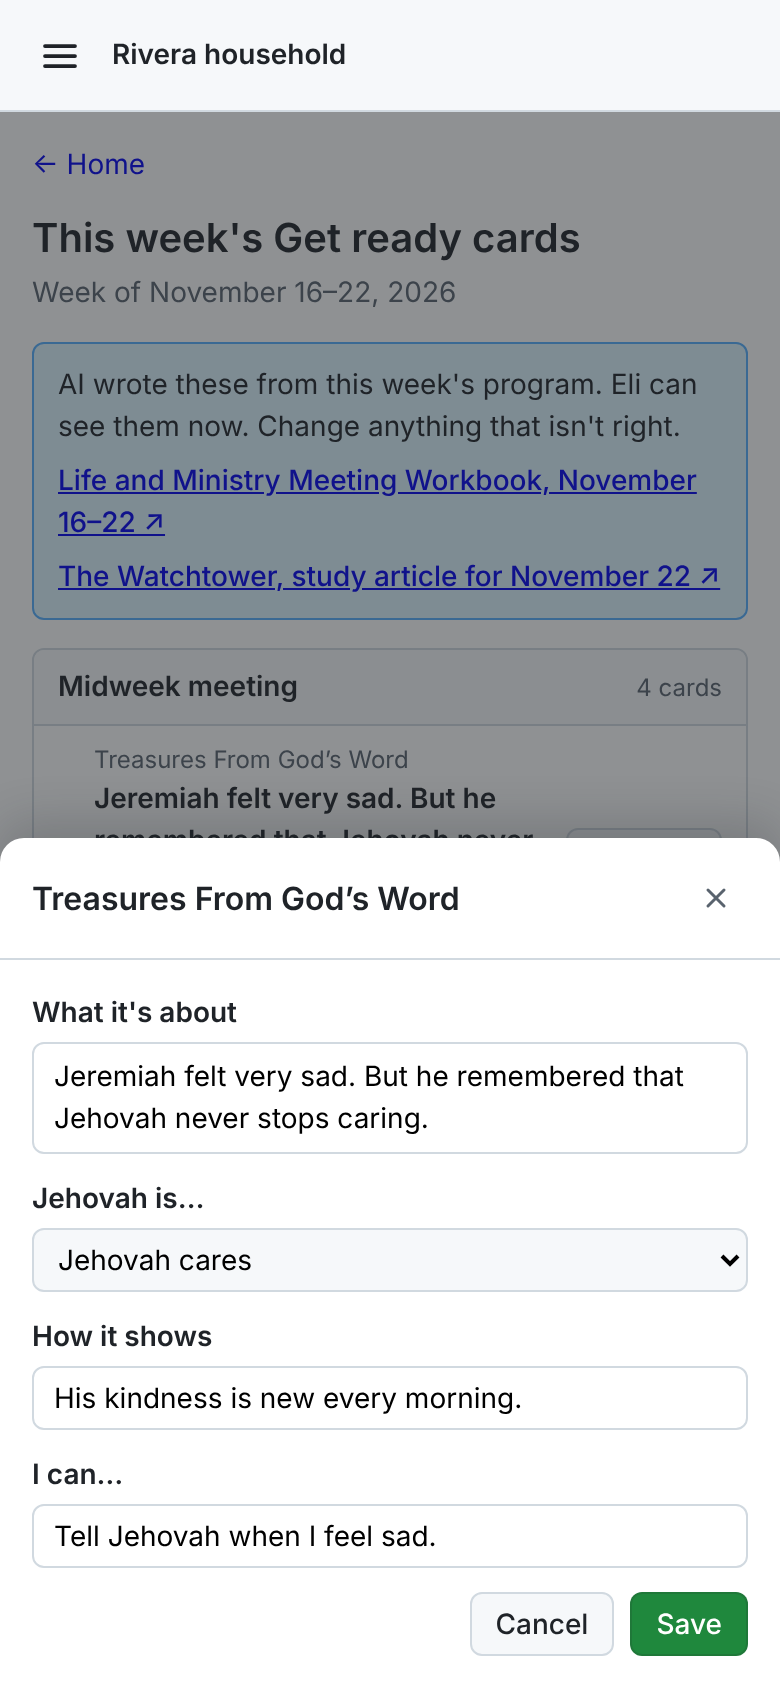 Rivera household
← Home
This week's Get ready cards
Week of November 16–22, 2026
AI wrote these from this week's program. Eli can
see them now. Change anything that isn't right.
Life and Ministry Meeting Workbook, November
16–22 ↗
The Watchtower, study article for November 22 ↗
Midweek meeting
4 cards
Treasures From God’s Word
Jeremiah felt very sad. But he
remembered that Jehovah never
Treasures From God’s Word
What it's about
Jeremiah felt very sad. But he remembered that
Jehovah never stops caring.
Jehovah is...
Jehovah cares
How it shows
His kindness is new every morning.
I can...
Tell Jehovah when I feel sad.
Cancel
Save